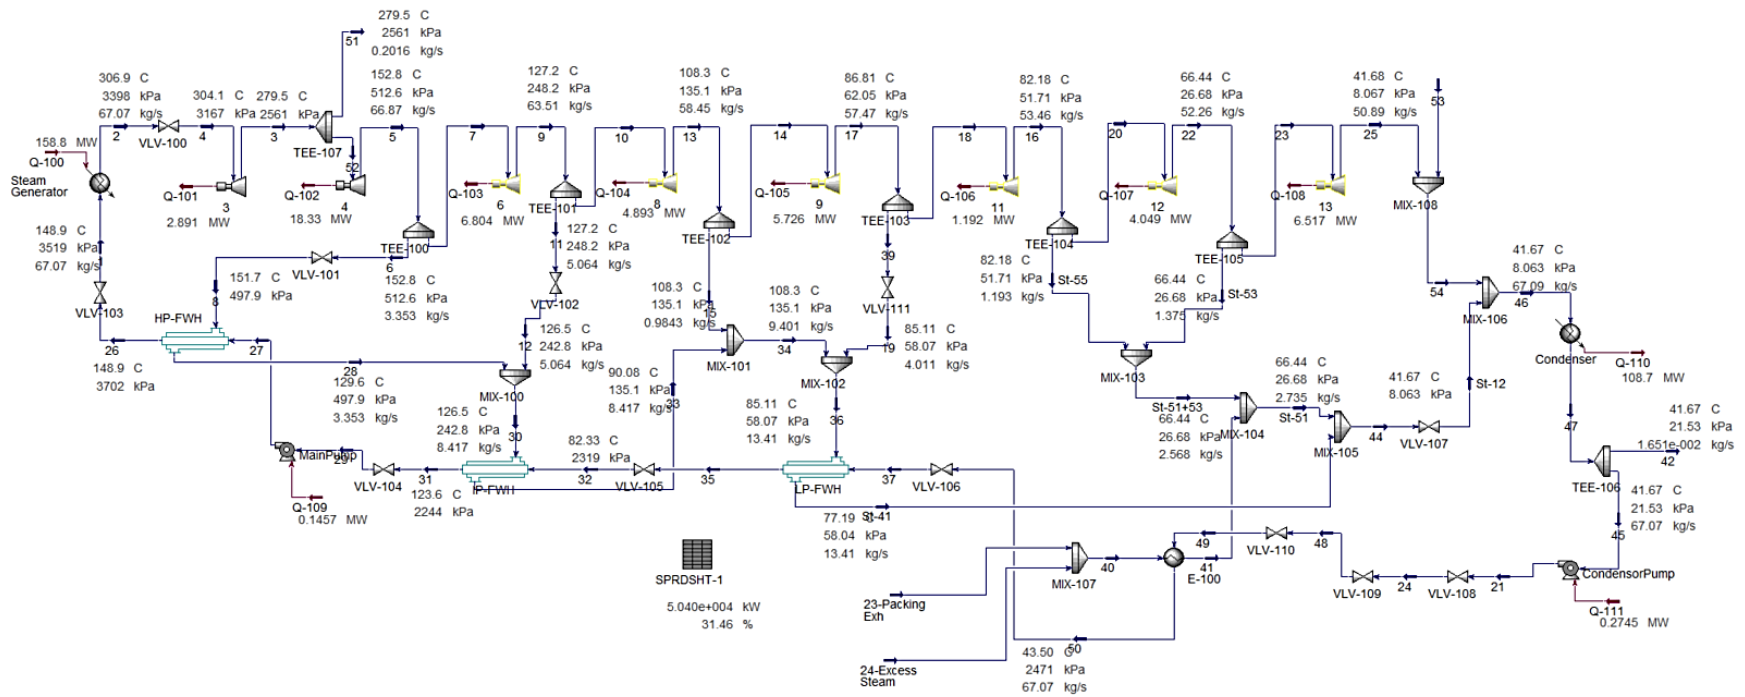 279.5 C
2561 kPa
0.2016 kg/s
51
306.9 C
3398 kPa
67.07 kg/s
2
VLV-100
304.1 C
3167 kPa
4
279.5 C
2561 kPa
3
TEE-107
52
152.8 C
512.6 kPa
66.87 kg/s
5
7
127.2 C
248.2 kPa
63.51 kg/s
9
10
108.3 C
135.1 kPa
58.45 kg/s
13
14
86.81 C
62.05 kPa
57.47 kg/s
17
18
82.18 C
51.71 kPa
53.46 kg/s
16
20
66.44 C
26.68 kPa
52.26 kg/s
22
23
41.68 C
8.067 kPa
50.89 kg/s
25
53
158.8 MW
Q-100
Steam
Generator
Q-101
3
2.891 MW
Q-102
4
18.33 MW
Q-103
6
6.804 MW
TEE-101
Q-104
8
4.893 MW
TEE-102
Q-105
9
5.726 MW
TEE-103
Q-106
11
1.192 MW
TEE-104
Q-107
12
4.049 MW
TEE-105
Q-108
13
6.517 MW
MIX-108
148.9 C
3519 kPa
67.07 kg/s
VLV-103
TEE-100
6
VLV-101
151.7 C
497.9 kPa
8
152.8 C
512.6 kPa
3.353 kg/s
127.2 C
248.2 kPa
5.064 kg/s
11
VLV-102
126.5 C
242.8 kPa
5.064 kg/s
12
108.3 C
135.1 kPa
0.9843 kg/s
15
108.3 C
135.1 kPa
9.401 kg/s
34
MIX-101
39
VLV-111
85.11 C
58.07 kPa
4.011 kg/s
19
MIX-102
82.18 C
51.71 kPa
1.193 kg/s
St-55
66.44 C
26.68 kPa
1.375 kg/s
St-53
MIX-103
54
41.67 C
8.063 kPa
67.09 kg/s
46
MIX-106
Condenser
Q-110
108.7 MW
HP-FWH
26
27
148.9 C
3702 kPa
28
129.6 C
497.9 kPa
3.353 kg/s
MIX-100
90.08 C
135.1 kPa
8.417 kg/s
33
85.11 C
58.07 kPa
13.41 kg/s
36
St-51+53
66.44 C
26.68 kPa
2.568 kg/s
MIX-104
66.44 C
26.68 kPa
2.735 kg/s
St-51
MIX-105
41.67 C
8.063 kPa
St-12
44
VLV-107
47
41.67 C
21.53 kPa
1.651e-002 kg/s
42
TEE-106
126.5 C
242.8 kPa
8.417 kg/s
30
MainPump
29
VLV-104
31
IP-FWH
123.6 C
2244 kPa
Q-109
0.1457 MW
82.33 C
2319 kPa
32
VLV-105
35
LP-FWH
37
VLV-106
St-41
77.19 C
58.04 kPa
13.41 kg/s
41.67 C
21.53 kPa
67.07 kg/s
45
SPRDSHT-1
5.040e+004 kW
31.46 %
MIX-107
40
E-100
41
49
VLV-110
48
VLV-109
24
VLV-108
21
CondensorPump
Q-111
0.2745 MW
23-Packing
Exh
24-Excess
Steam
50
43.50 C
2471 kPa
67.07 kg/s